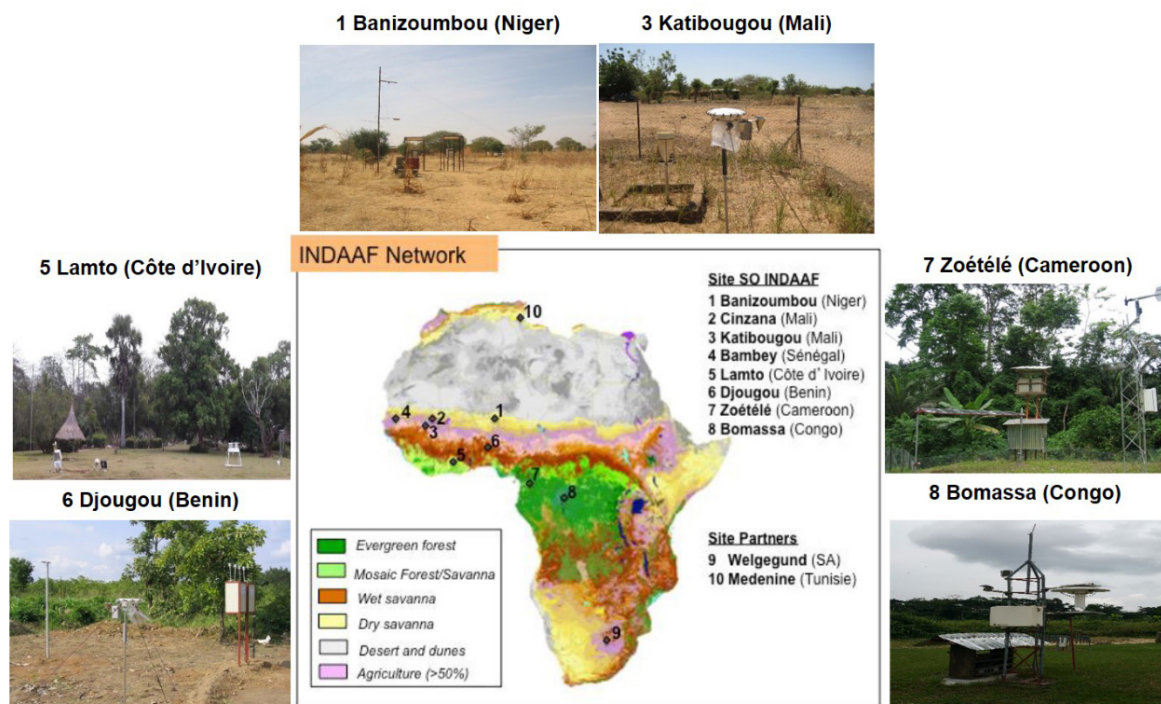 1 Banizoumbou (Niger)
3 Katibougou (Mali)
5 Lamto (Côte d’Ivoire)
INDAAF Network
7 Zoétélé (Cameroon)
Site SO INDAAF
1 Banizoumbou (Niger)
2 Cinzana (Mali)
3 Katibougou (Mali)
4 Bambey (Sénégal)
5 Lamto (Côte d’ Ivoire)
6 Djougou (Benin)
7 Zoétélé (Cameroon)
8 Bomassa (Congo)
10
4
2
1
3
6
5
7
8
9
6 Djougou (Benin)
8 Bomassa (Congo)
Evergreen forest
Mosaic Forest/Savanna
Wet savanna
Dry savanna
Desert and dunes
Agriculture (>50%)
Site Partners
9 Welgegund (SA)
10 Medenine (Tunisie)